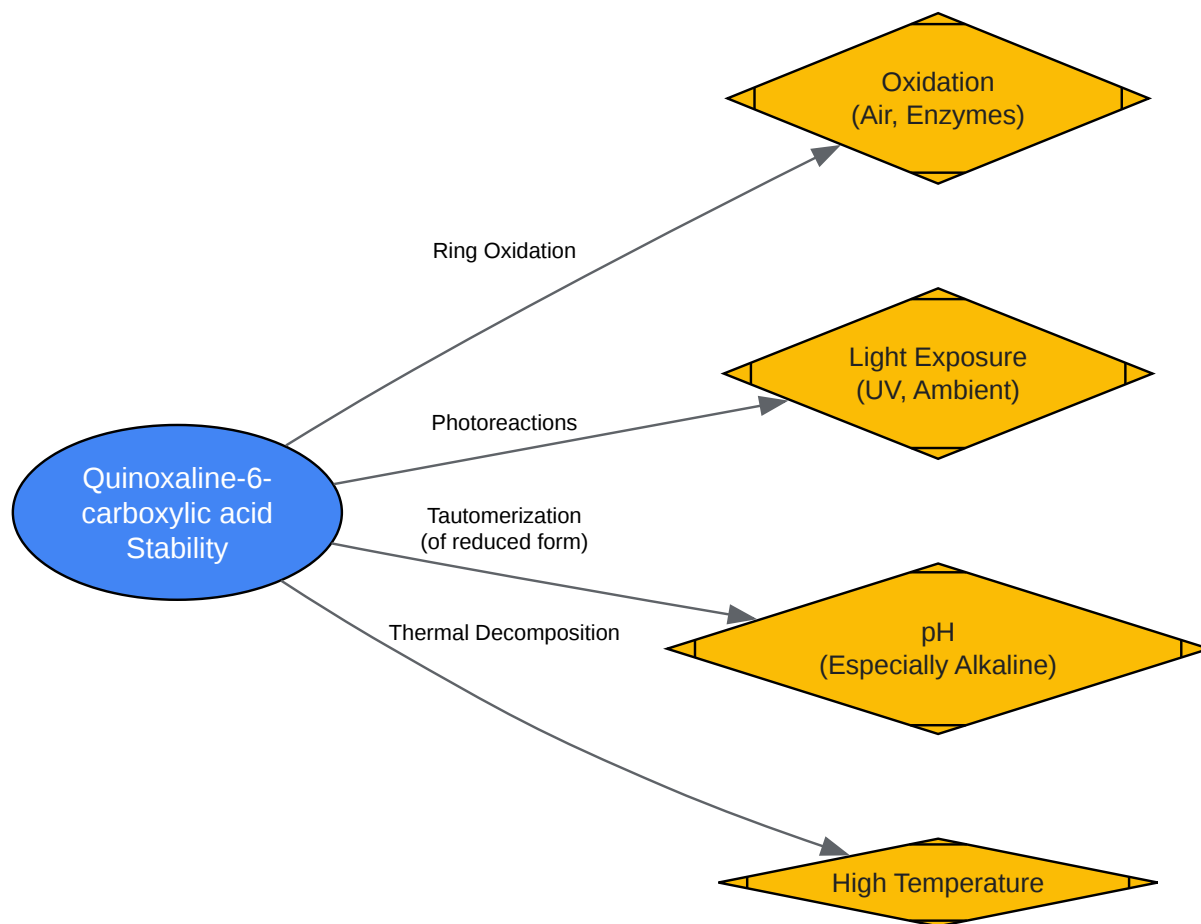 Oxidation
(Air, Enzymes)
Ring Oxidation
Light Exposure
(UV, Ambient)
Photoreactions
Quinoxaline-6-
carboxylic acid
Stability
Tautomerization
(of reduced form)
pH
(Especially Alkaline)
Thermal Decomposition
High Temperature